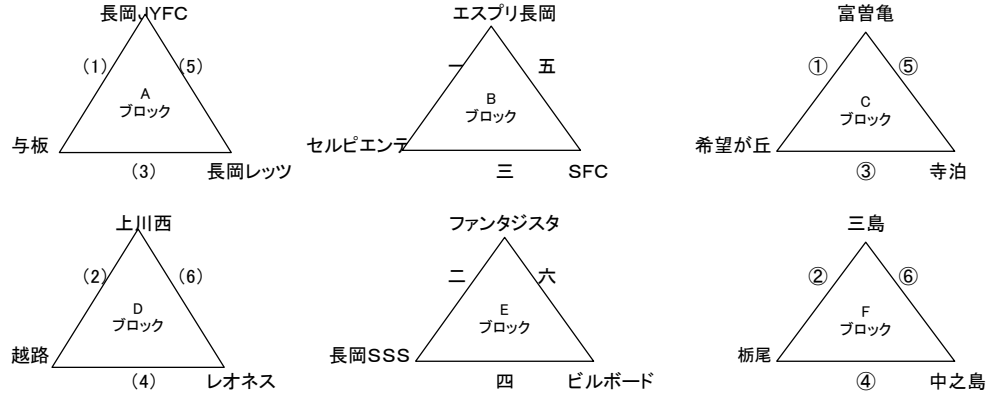 長岡JYFC
エスプリ長岡
富曽亀
(1)
(5)
一
五
①
⑤
A
ブロック
B
ブロック
C
ブロック
与板
長岡レッツ
セルピエンテ
SFC
希望が丘
寺泊
(3)
三
③
上川西
ファンタジスタ
三島
(2)
(6)
二
六
②
⑥
D
ブロック
E
ブロック
F
ブロック
越路
レオネス
長岡SSS
ビルボード
栃尾
中之島
(4)
四
④